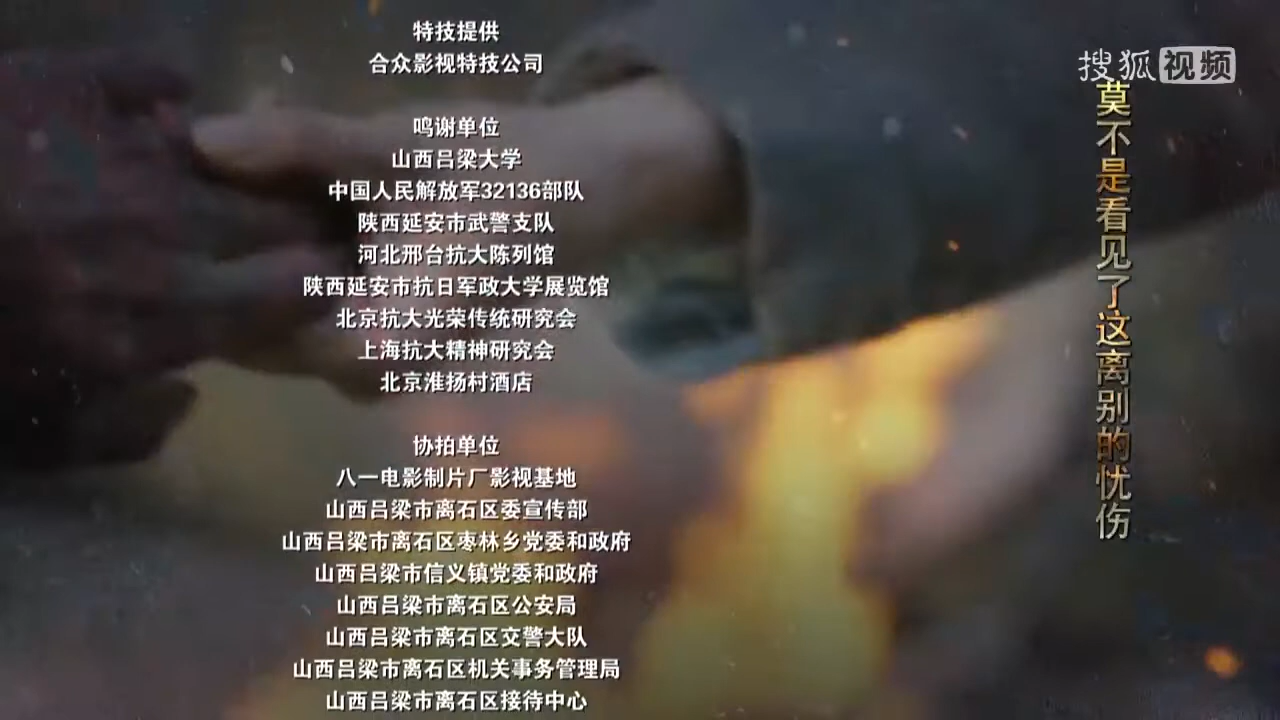 特技提供
合众影视特技公司
鸣谢单位
山西吕梁大学
中国人民解放军32136部队
陕西延安市武警支队
河北邢台抗大陈列馆
陕西延安市抗日军政大学展览馆
北京抗大光荣传统研究会
上海抗大精神研究会
北京淮扬村酒店
协拍单位
八一电影制片厂影视基地
山西吕梁市离石区委宣传部
山西吕梁市离石区枣林乡党委和政府
山西吕梁市信义镇党委和政府
山西吕梁市离石区公安局
山西吕梁市离石区交警大队
山西吕梁市离石区机关事务管理局
山西吕梁市离石区接待中心
搜狐视频
莫不是看见了这离别的忧伤